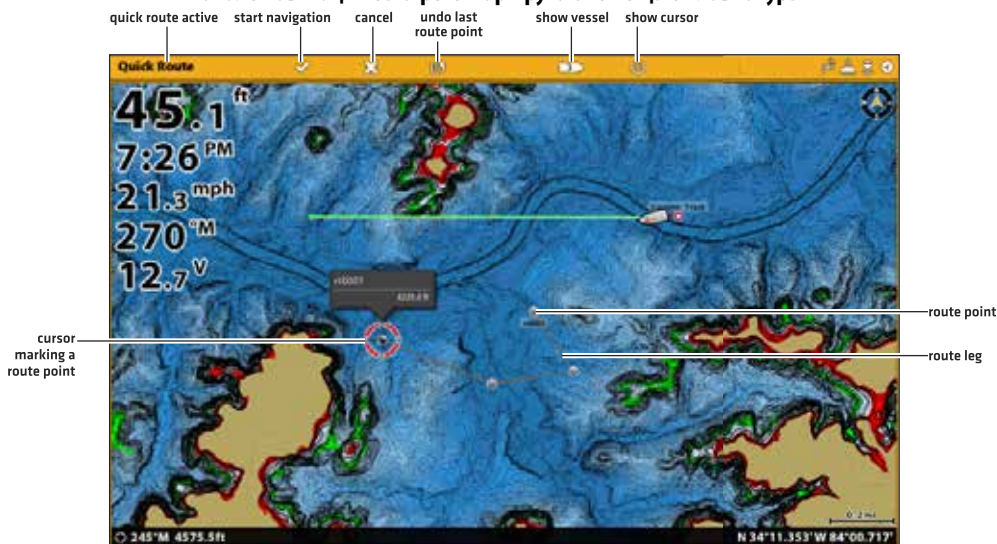 quick route active
start navigation
cancel
undo last
route point
show vessel
show cursor
Quick Route
45.1 ft
7:26 PM
21.3 mph
270 °M
12.7 V
route point
cursor
marking a
route point
route leg
245°M 4575.5ft
N 34°11.353' W 84°00.717'